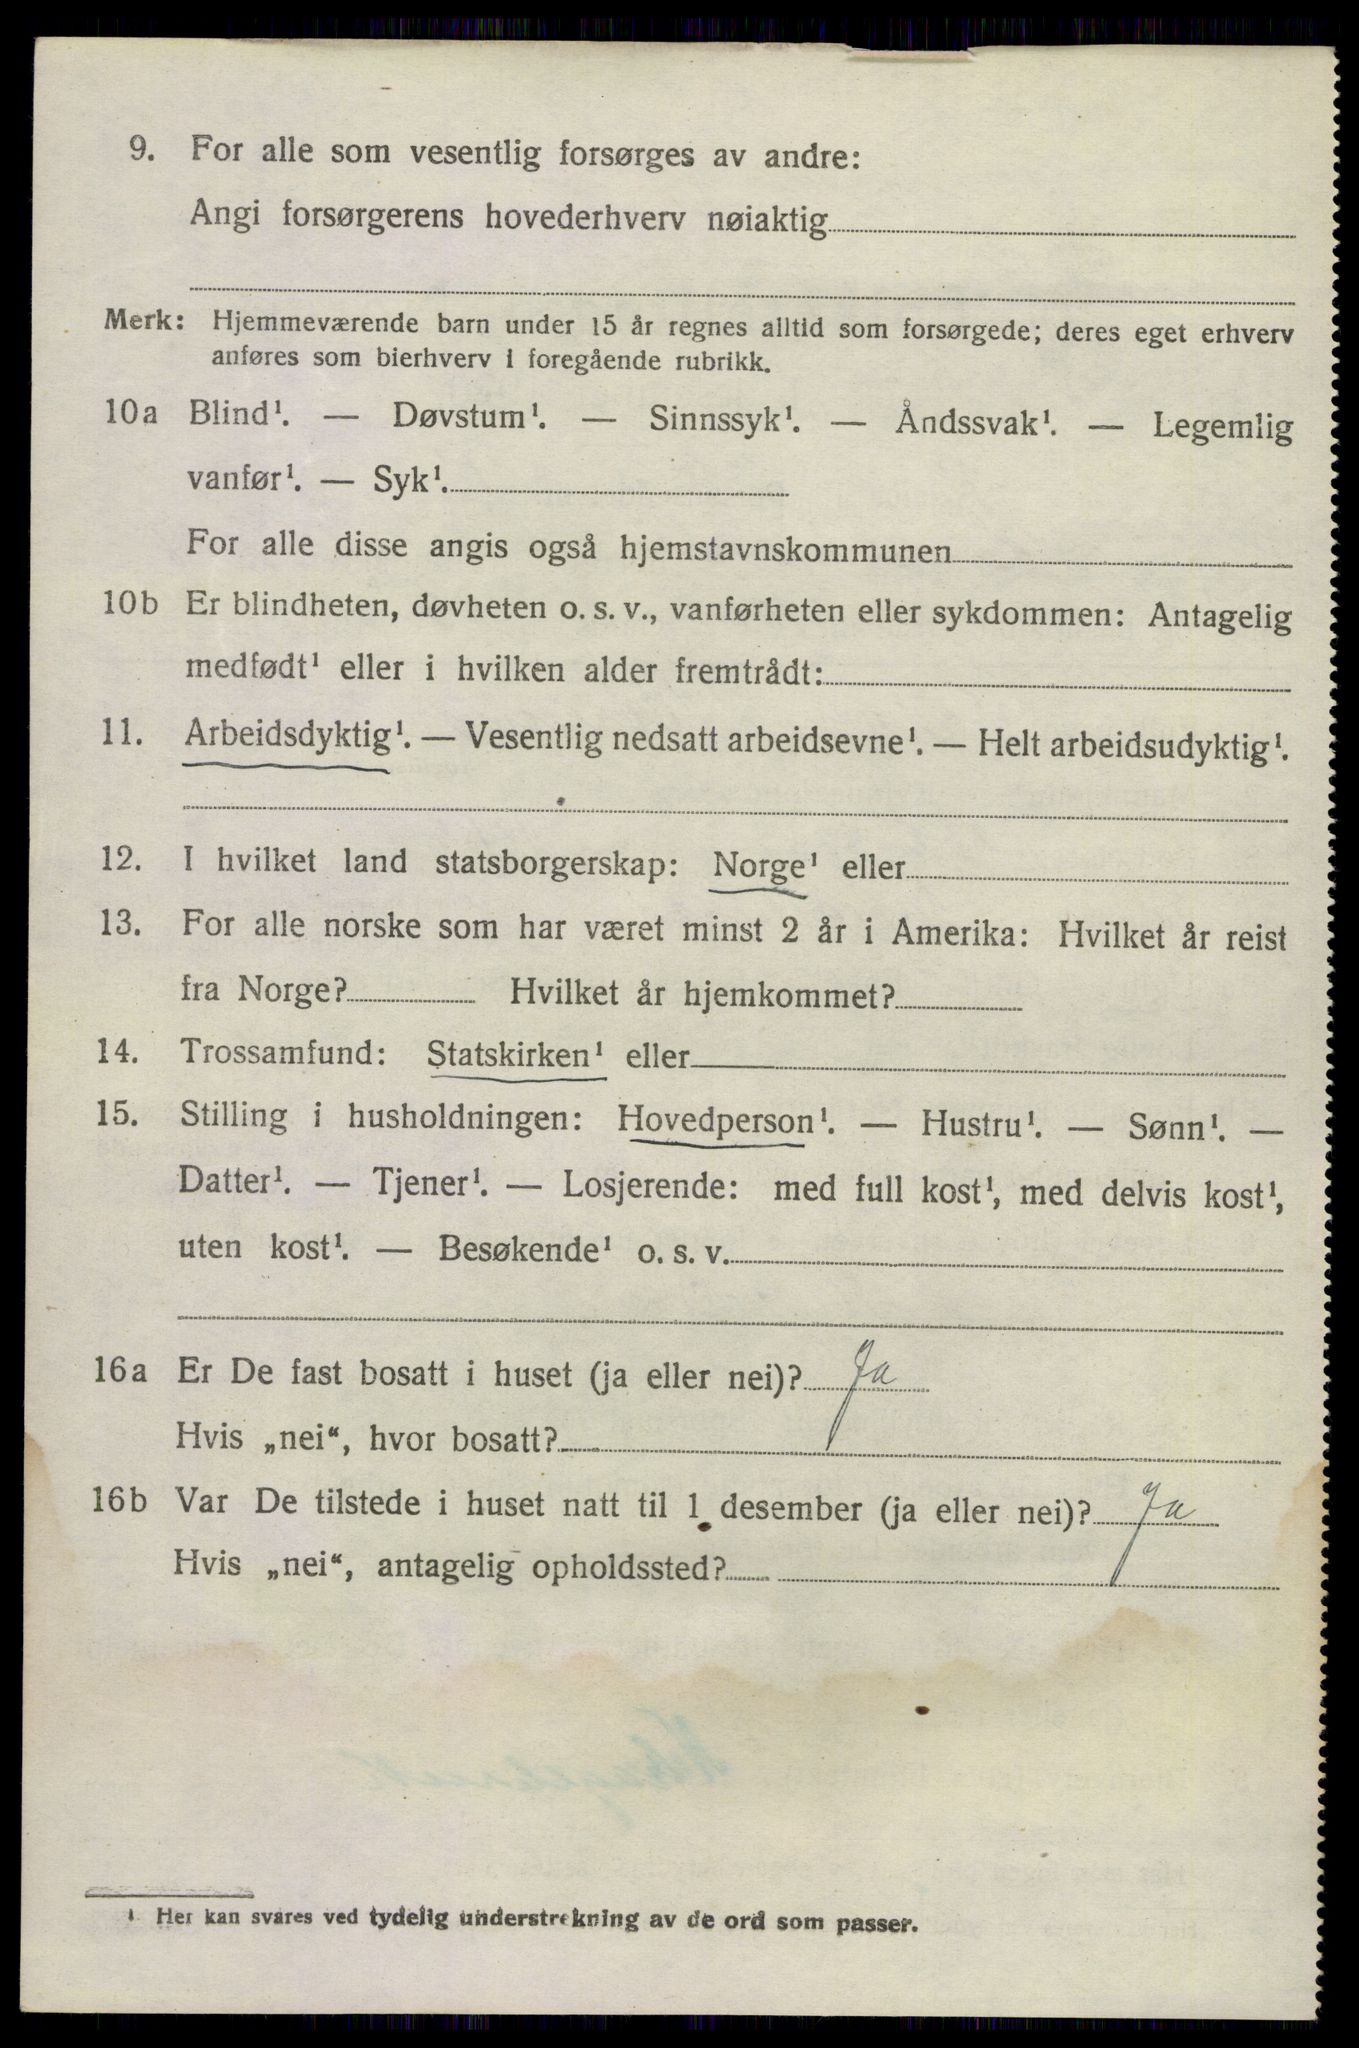 9. For alle som vesentlig forsørges av andre:
Angi forsørgerens hovederhverv nøiaktig
Merk: Hjemmeværende barn under 15 år regnes alltid som forsørgede; deres eget erhverv
anføres som bierhverv i foregående rubrikk.
10a Blind¹. — Døvstum¹. — Sinnssyk¹. — Åndssvak¹. — Legemlig
vanfør¹. — Syk¹.
For alle disse angis også hjemstavnskommunen
10b Er blindheten, døvheten o. s. v., vanførheten eller sykdommen: Antagelig
medfødt¹ eller i hvilken alder fremtrådt:
11. Arbeidsdyktig¹. — Vesentlig nedsatt arbeidsevne¹. — Helt arbeidsudyktig¹.
12. I hvilket land statsborgerskap: Norge¹ eller
13. For alle norske som har været minst 2 år i Amerika: Hvilket år reist
fra Norge? Hvilket år hjemkommet?
14. Trossamfund: Statskirken¹ eller
15. Stilling i husholdningen: Hovedperson¹. — Hustru¹. — Sønn¹. —
Datter¹. — Tjener¹. — Losjerende: med full kost¹, med delvis kost¹,
uten kost¹. — Besøkende¹ o. s. v.
16a Er De fast bosatt i huset (ja eller nei)? Ja
Hvis „nei“, hvor bosatt?
16b Var De tilstede i huset natt til 1 desember (ja eller nei)? Ja
Hvis „nei“, antagelig opholdssted?
¹ Her kan svares ved tydelig understrekning av de ord som passer.